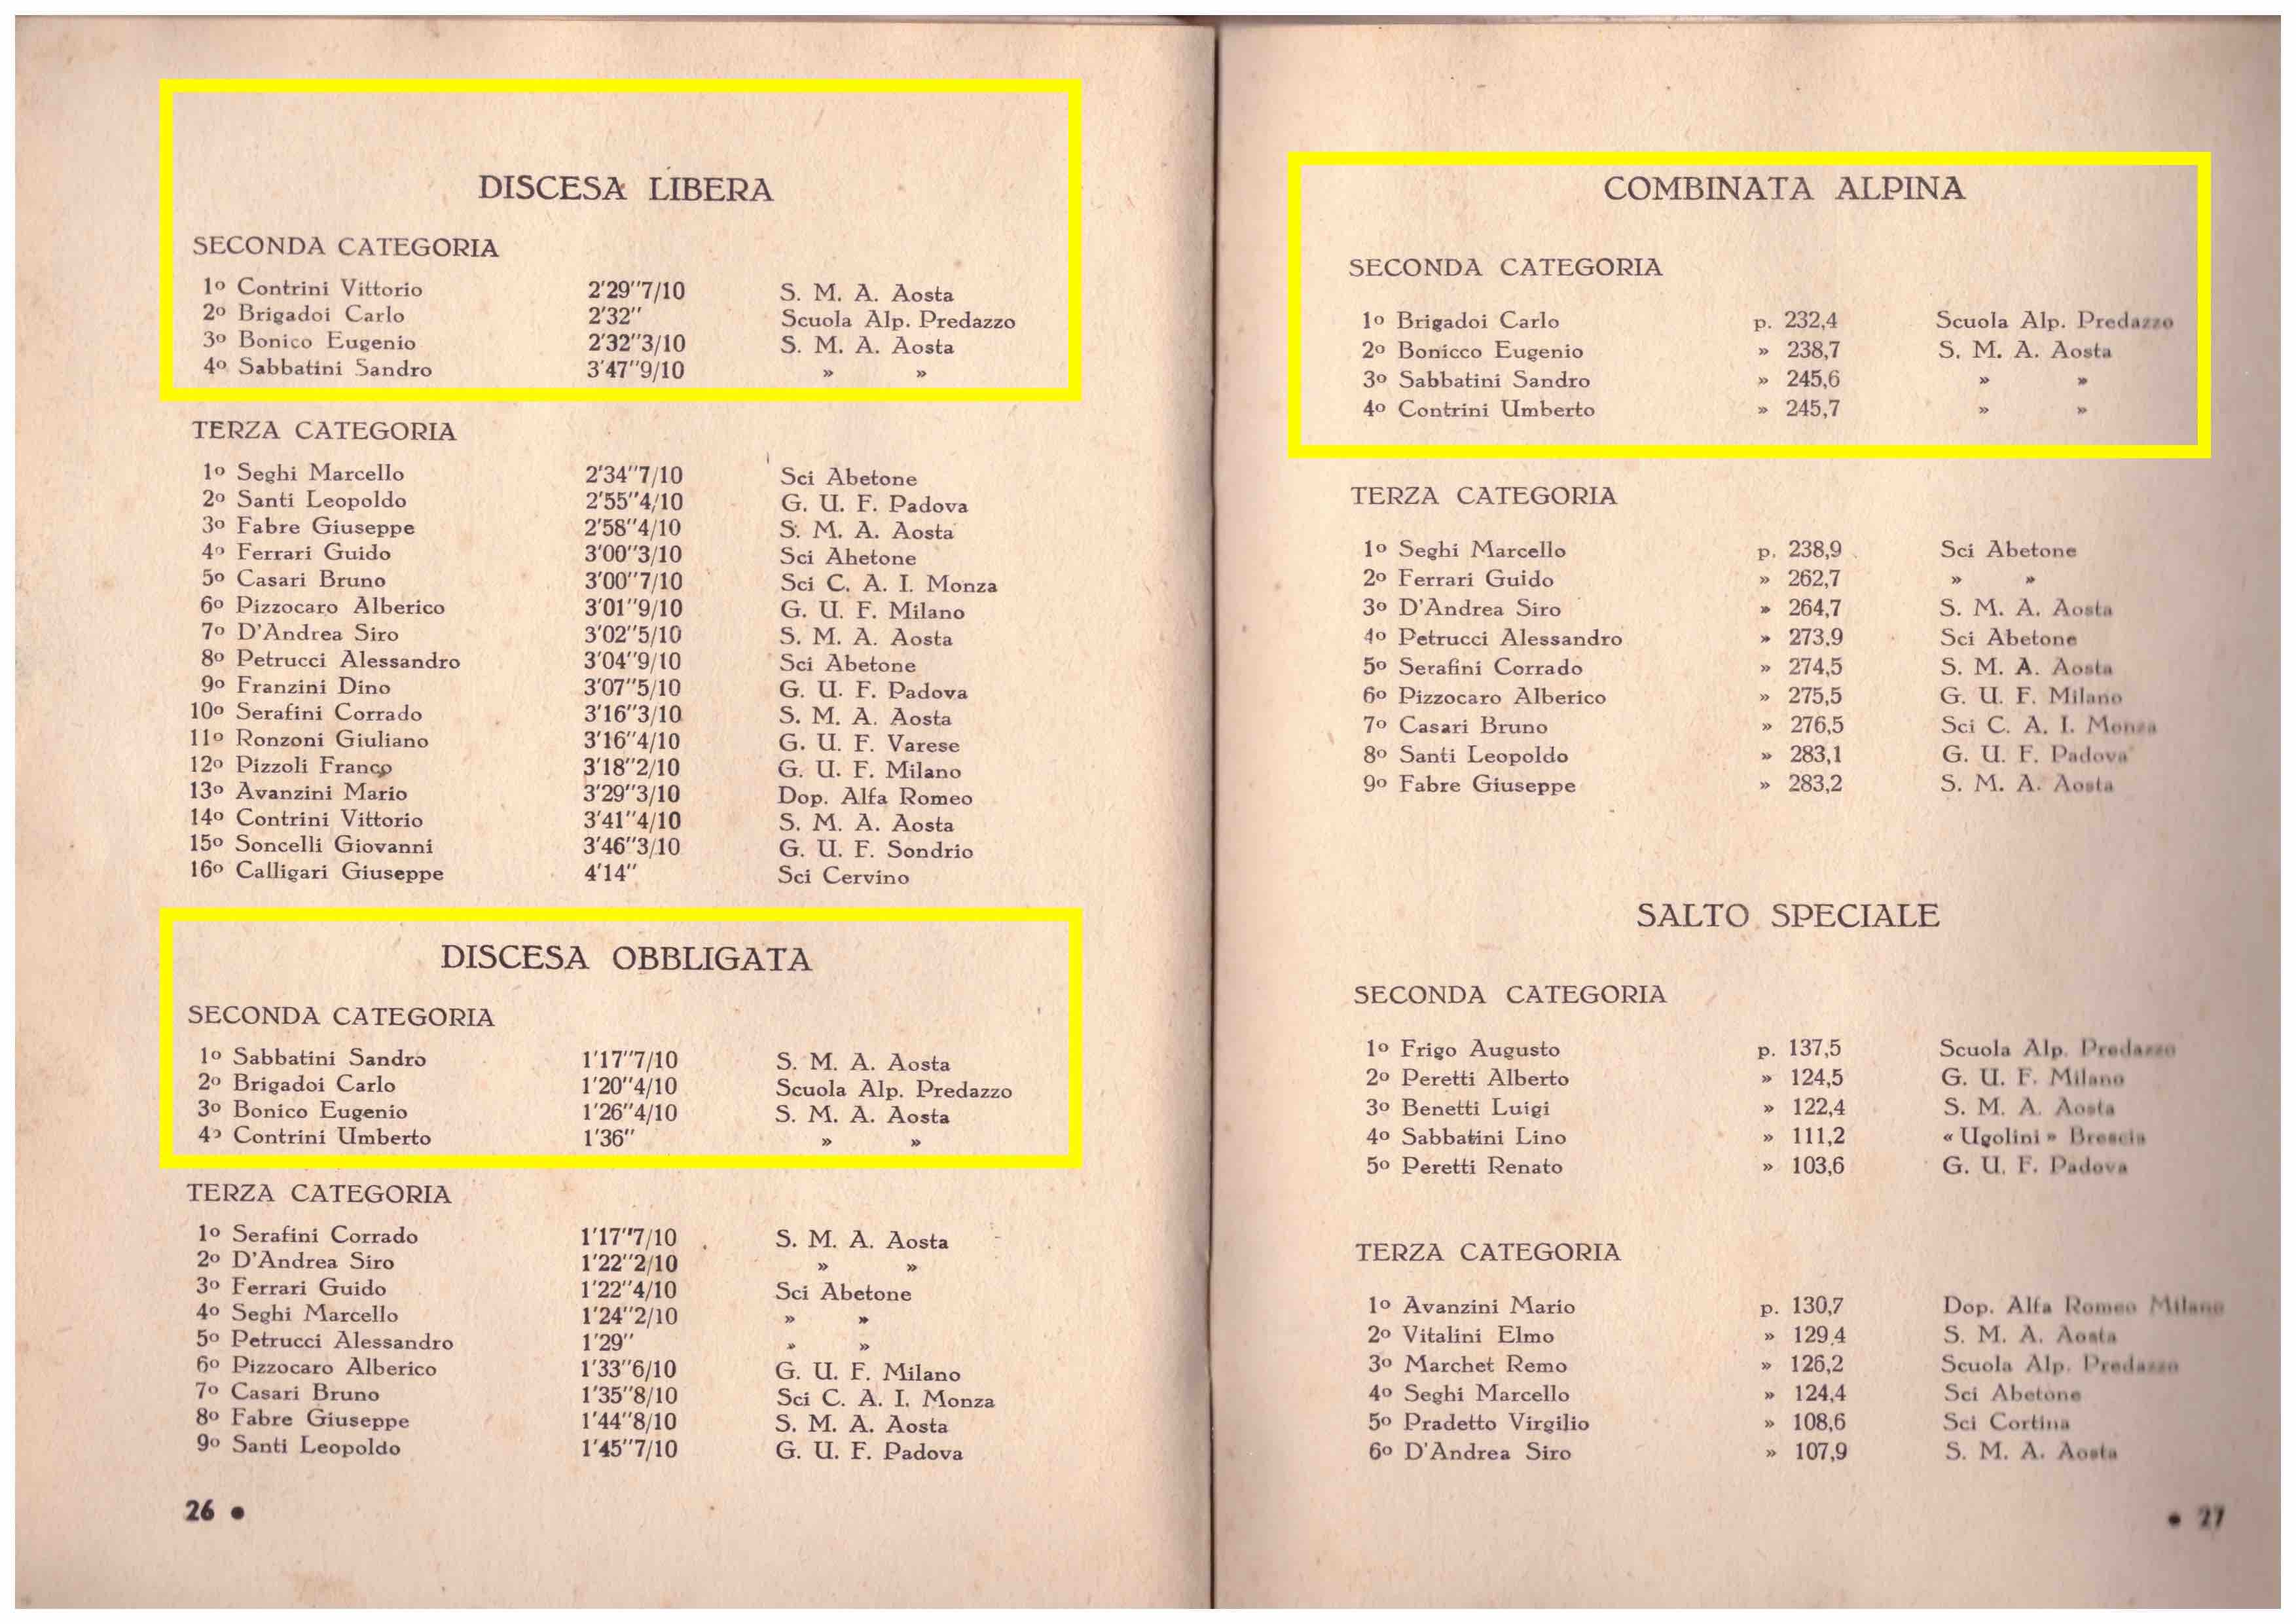 DISCESA LIBERA
SECONDA CATEGORIA
1º Contrini Vittorio 2'29"7/10 S. M. A. Aosta
2º Brigadoi Carlo 2'32" Scuola Alp. Predazzo
3º Bonico Eugenio 2'32"3/10 S. M. A. Aosta
4º Sabbatini Sandro 3'47"9/10 » »
TERZA CATEGORIA
1º Seghi Marcello 2'34"7/10 Sci Abetone
2º Santi Leopoldo 2'55"4/10 G. U. F. Padova
3º Fabre Giuseppe 2'58"4/10 S. M. A. Aosta
4º Ferrari Guido 3'00"3/10 Sci Ahetone
5º Casari Bruno 3'00"7/10 Sci C. A. I. Monza
6º Pizzocaro Alberico 3'01"9/10 G. U. F. Milano
7º D'Andrea Siro 3'02"5/10 S. M. A. Aosta
8º Petrucci Alessandro 3'04"9/10 Sci Abetone
9º Franzini Dino 3'07"5/10 G. U. F. Padova
10º Serafini Corrado 3'16"3/10 S. M. A. Aosta
11º Ronzoni Giuliano 3'16"4/10 G. U. F. Varese
12º Pizzoli Franco 3'18"2/10 G. U. F. Milano
13º Avanzini Mario 3'29"3/10 Dop. Alfa Romeo
14º Contrini Vittorio 3'41"4/10 S. M. A. Aosta
15º Soncelli Giovanni 3'46"3/10 G. U. F. Sondrio
16º Calligari Giuseppe 4'14" Sci Cervino
DISCESA OBBLIGATA
SECONDA CATEGORIA
1º Sabbatini Sandro 1'17"7/10 S. M. A. Aosta
2º Brigadoi Carlo 1'20"4/10 Scuola Alp. Predazzo
3º Bonico Eugenio 1'26"4/10 S. M. A. Aosta
4º Contrini Umberto 1'36" » »
TERZA CATEGORIA
1º Serafini Corrado 1'17"7/10 S. M. A. Aosta
2º D'Andrea Siro 1'22"2/10 » »
3º Ferrari Guido 1'22"4/10 Sci Abetone
4º Seghi Marcello 1'24"2/10 » »
5º Petrucci Alessandro 1'29" » »
6º Pizzocaro Alberico 1'33"6/10 G. U. F. Milano
7º Casari Bruno 1'35"8/10 Sci C. A. I. Monza
8º Fabre Giuseppe 1'44"8/10 S. M. A. Aosta
9º Santi Leopoldo 1'45"7/10 G. U. F. Padova
26 •
COMBINATA ALPINA
SECONDA CATEGORIA
1º Brigadoi Carlo p. 232,4 Scuola Alp. Predazzo
2º Bonicco Eugenio » 238,7 S. M. A. Aosta
3º Sabbatini Sandro » 245,6 » »
4º Contrini Umberto » 245,7 » »
TERZA CATEGORIA
1º Seghi Marcello p. 238,9 Sci Abetone
2º Ferrari Guido » 262,7 » »
3º D'Andrea Siro » 264,7 S. M. A. Aosta
4º Petrucci Alessandro » 273,9 Sci Abetone
5º Serafini Corrado » 274,5 S. M. A. Aosta
6º Pizzocaro Alberico » 275,5 G. U. F. Milano
7º Casari Bruno » 276,5 Sci C. A. I. Monza
8º Santi Leopoldo » 283,1 G. U. F. Padova
9º Fabre Giuseppe » 283,2 S. M. A. Aosta
SALTO SPECIALE
SECONDA CATEGORIA
1º Frigo Augusto p. 137,5 Scuola Alp. Predazzo
2º Peretti Alberto » 124,5 G. U. F. Milano
3º Benetti Luigi » 122,4 S. M. A. Aosta
4º Sabbatini Lino » 111,2 « Ugolini » Brescia
5º Peretti Renato » 103,6 G. U. F. Padova
TERZA CATEGORIA
1º Avanzini Mario p. 130,7 Dop. Alfa Romeo Milano
2º Vitalini Elmo » 129,4 S. M. A. Aosta
3º Marchet Remo » 126,2 Scuola Alp. Predazzo
4º Seghi Marcello » 124,4 Sci Abetone
5º Pradetto Virgilio » 108,6 Sci Cortina
6º D'Andrea Siro » 107,9 S. M. A. Aosta
• 27